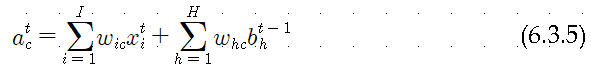 $a_c^t = \sum_{i=1}^{I} w_{ic} x_i^t + \sum_{h=1}^{H} w_{hc} b_h^{t-1}$ (6.3.5)